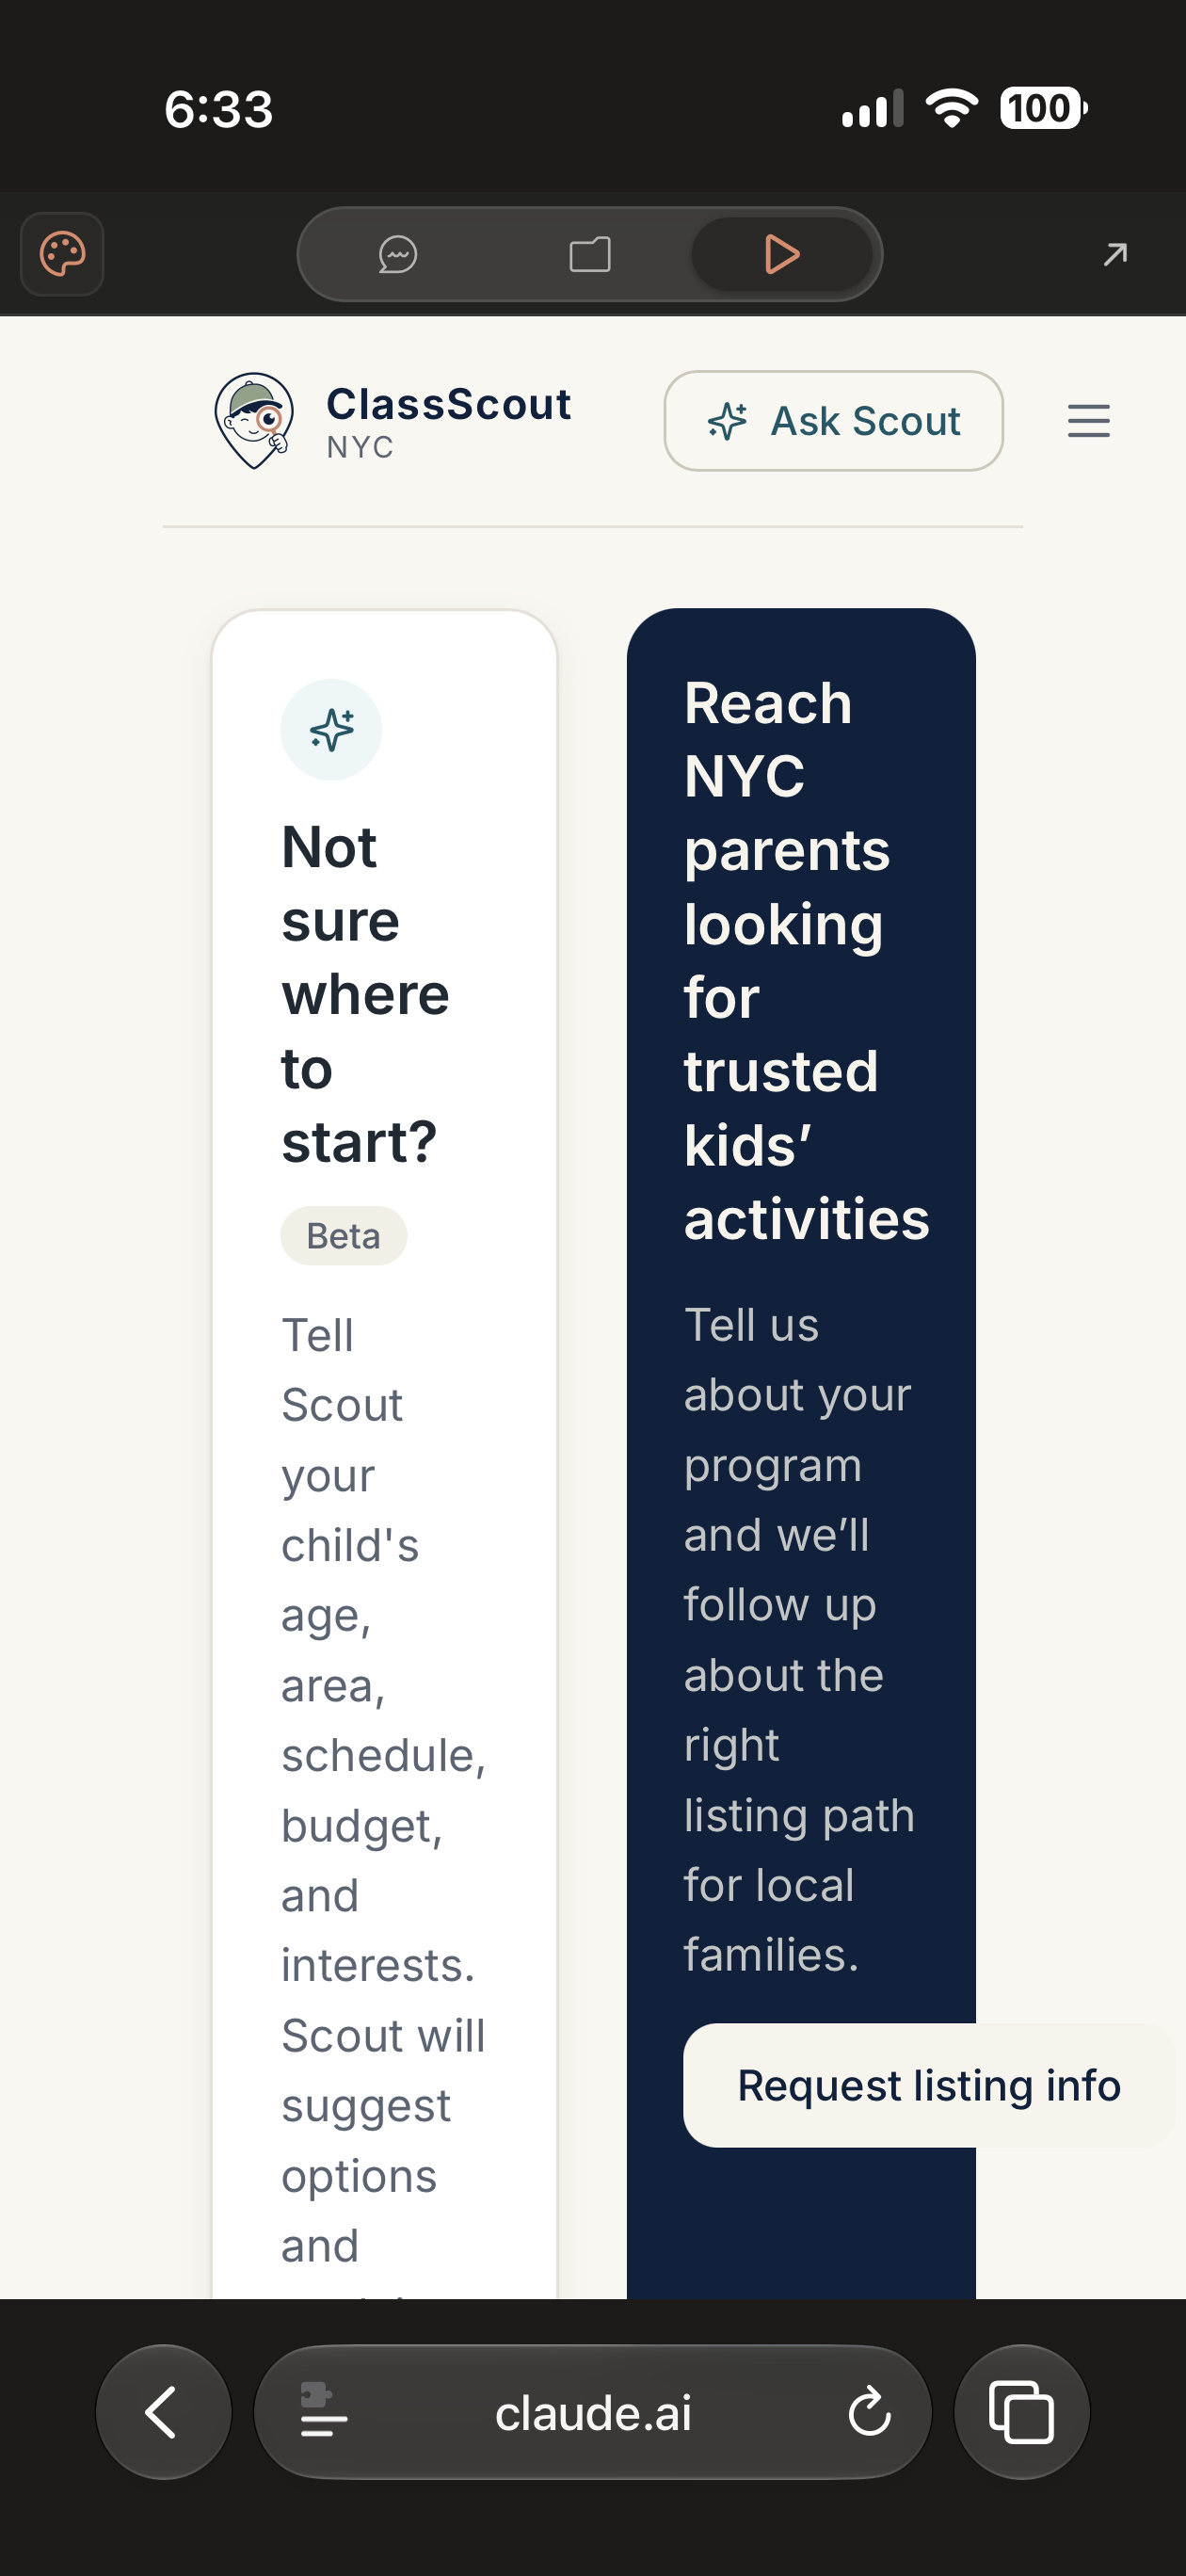 6:33
100
ClassScout
NYC
Ask Scout
Not
sure
where
to
start?
Beta
Tell
Scout
your
child's
age,
area,
schedule,
budget,
and
interests.
Scout will
suggest
options
and
Reach
NYC
parents
looking
for
trusted
kids’
activities
Tell us
about your
program
and we’ll
follow up
about the
right
listing path
for local
families.
Request listing info
claude.ai